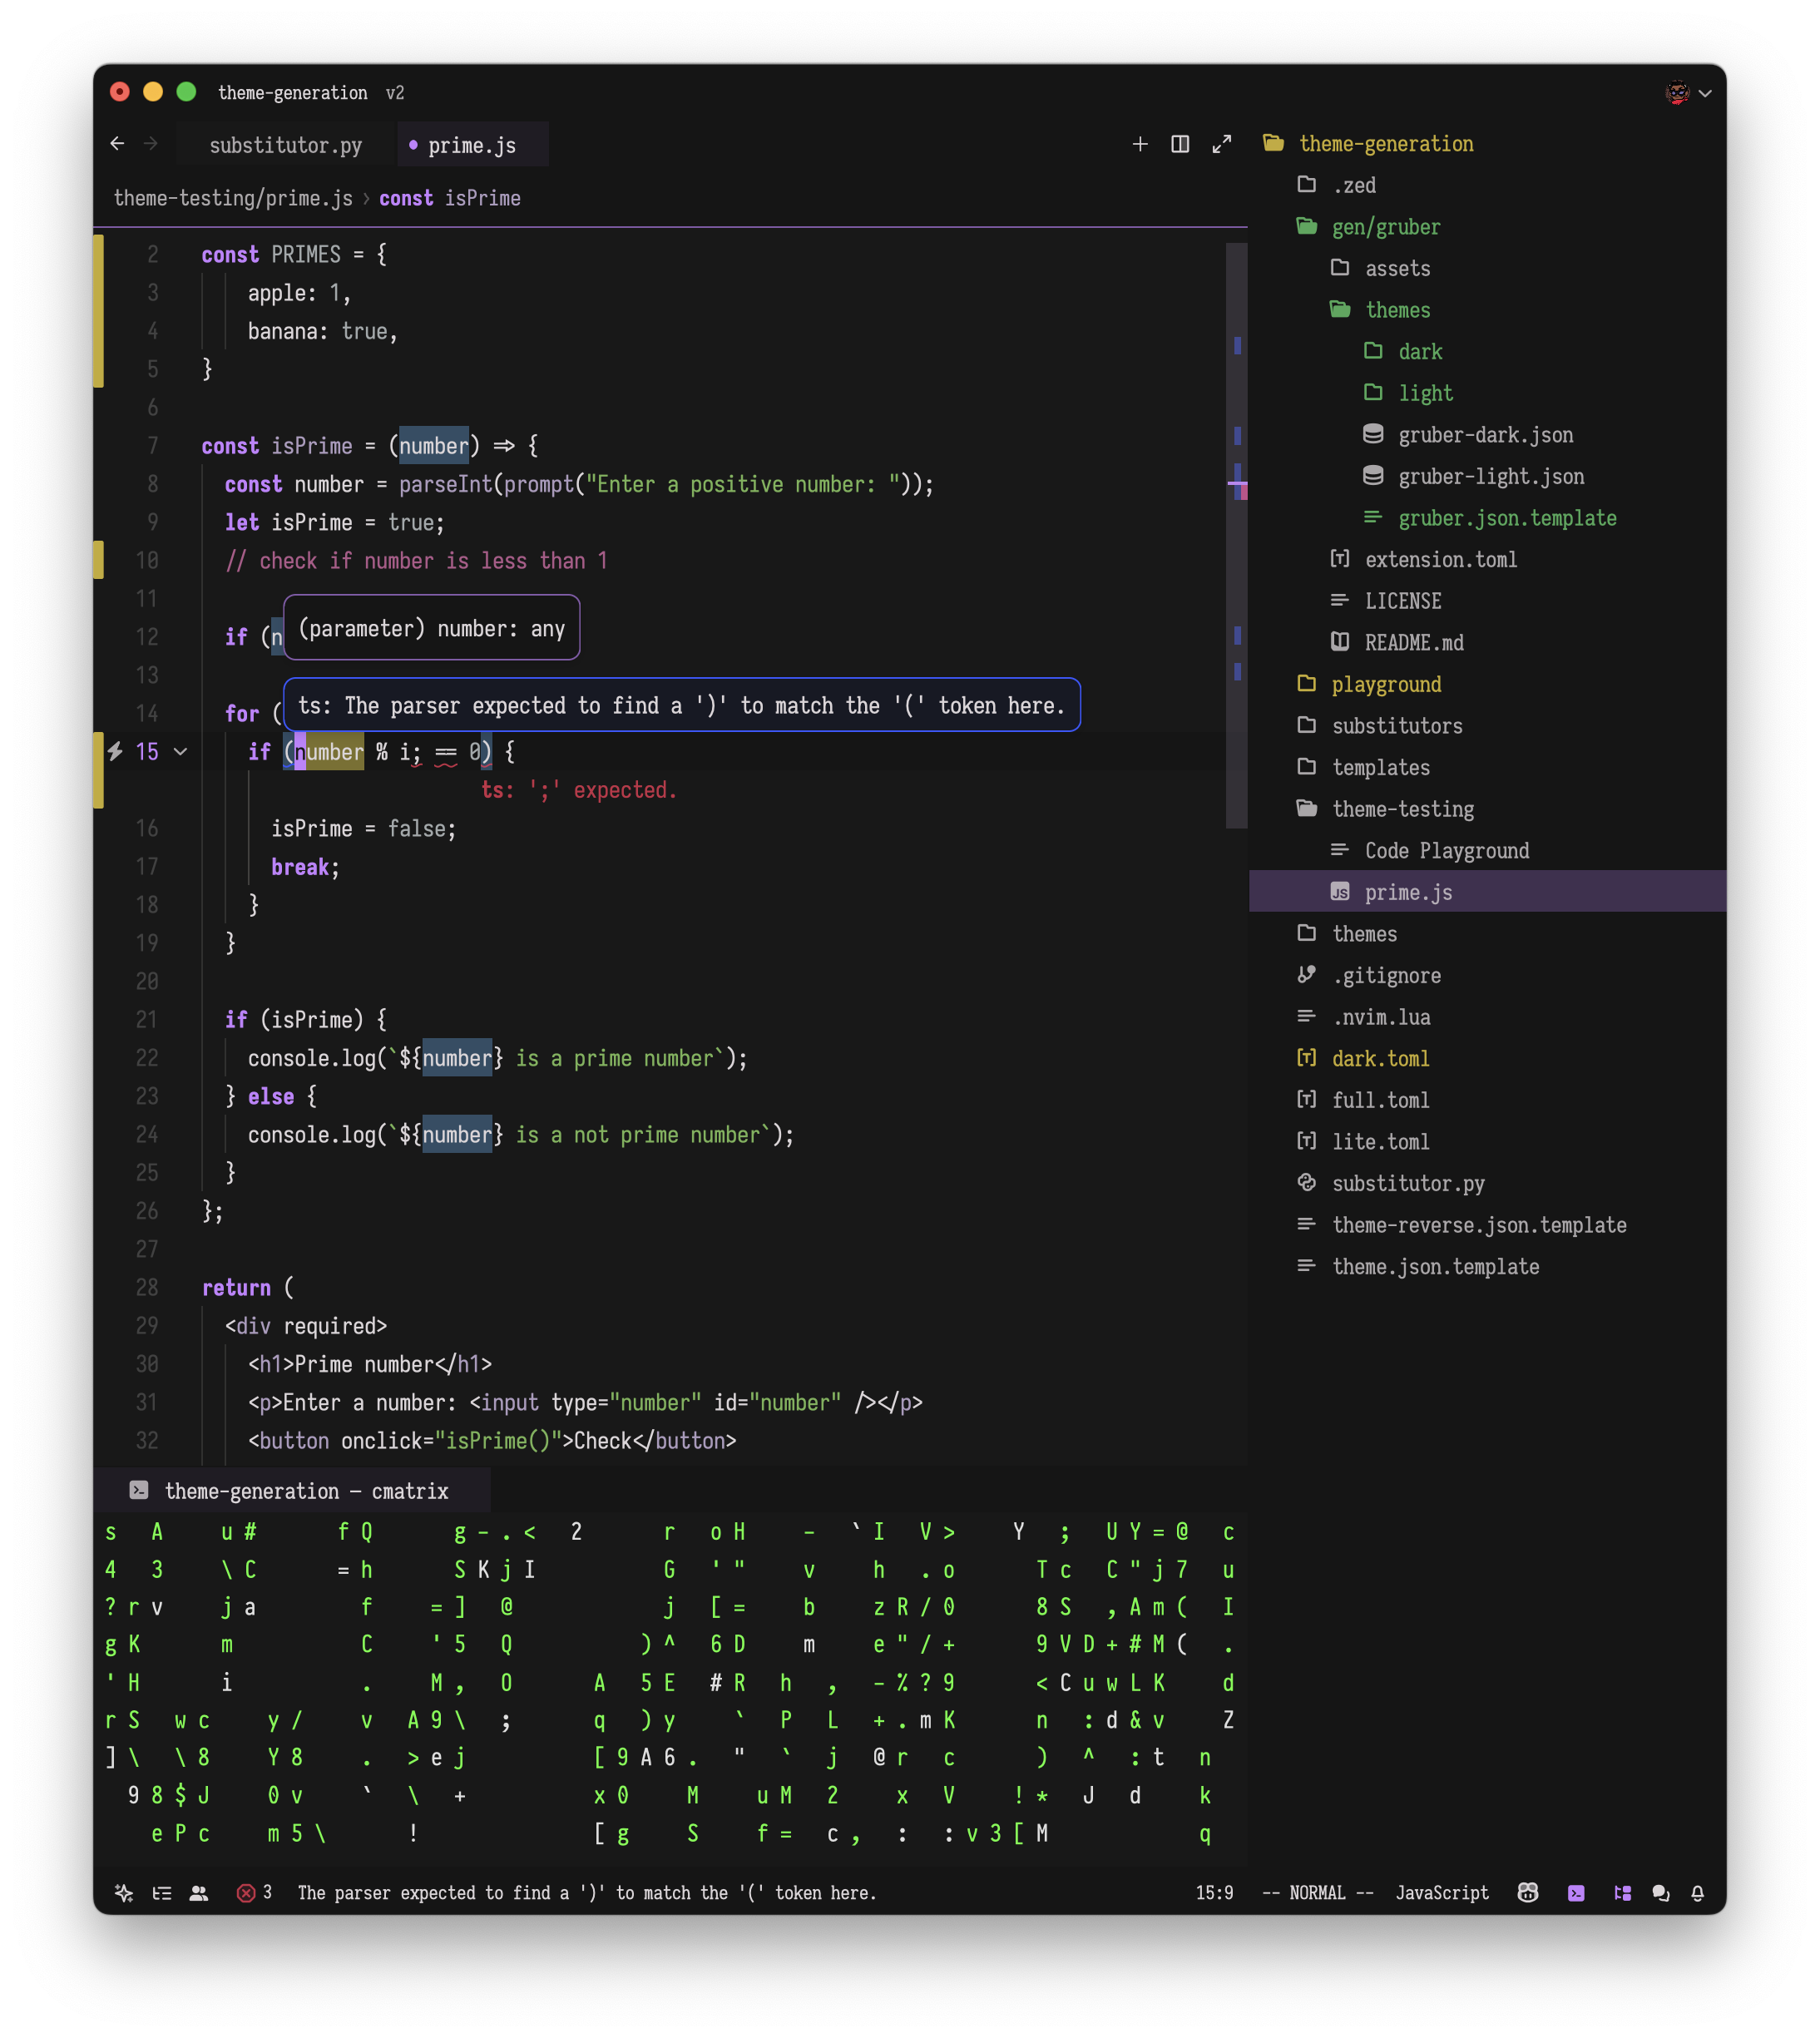 theme-generation v2
substitutor.py
prime.js
theme-testing/prime.js › const isPrime
2 const PRIMES = {
3 apple: 1,
4 banana: true,
5 }
6
7 const isPrime = (number) => {
8 const number = parseInt(prompt("Enter a positive number: "));
9 let isPrime = true;
10 // check if number is less than 1
11
(parameter) number: any
12 if (n
13
ts: The parser expected to find a ')' to match the '(' token here.
14 for (
15 if (number % i; == 0) {
ts: ';' expected.
16 isPrime = false;
17 break;
18 }
19 }
20
21 if (isPrime) {
22 console.log(`${number} is a prime number`);
23 } else {
24 console.log(`${number} is a not prime number`);
25 }
26 };
27
28 return (
29 <div required>
30 <h1>Prime number</h1>
31 <p>Enter a number: <input type="number" id="number" /></p>
32 <button onclick="isPrime()">Check</button>
theme-generation
.zed
gen/gruber
assets
themes
dark
light
gruber-dark.json
gruber-light.json
gruber.json.template
extension.toml
LICENSE
README.md
playground
substitutors
templates
theme-testing
Code Playground
JS prime.js
themes
.gitignore
.nvim.lua
dark.toml
full.toml
lite.toml
substitutor.py
theme-reverse.json.template
theme.json.template
theme-generation — cmatrix
s A u # f Q g - . < 2 r o H - ` I V > Y ; U Y = @ c
4 3 \ C = h S K j I G ' " v h . o T c C " j 7 u
? r v j a f = ] @ j [ = b z R / 0 8 S , A m ( I
g K m C ' 5 Q ) ^ 6 D m e " / + 9 V D + # M ( .
' H i . M , O A 5 E # R h , - % ? 9 < C u w L K d
r S w c y / v A 9 \ ; q ) y ` P L + . m K n : d & v Z
] \ \ 8 Y 8 . > e j [ 9 A 6 . " ` j @ r c ) ^ : t n
9 8 $ J 0 v ` \ + x 0 M u M 2 x V ! * J d k
e P c m 5 \ ! [ g S f = c , : : v 3 [ M q
3 The parser expected to find a ')' to match the '(' token here.
15:9 -- NORMAL -- JavaScript